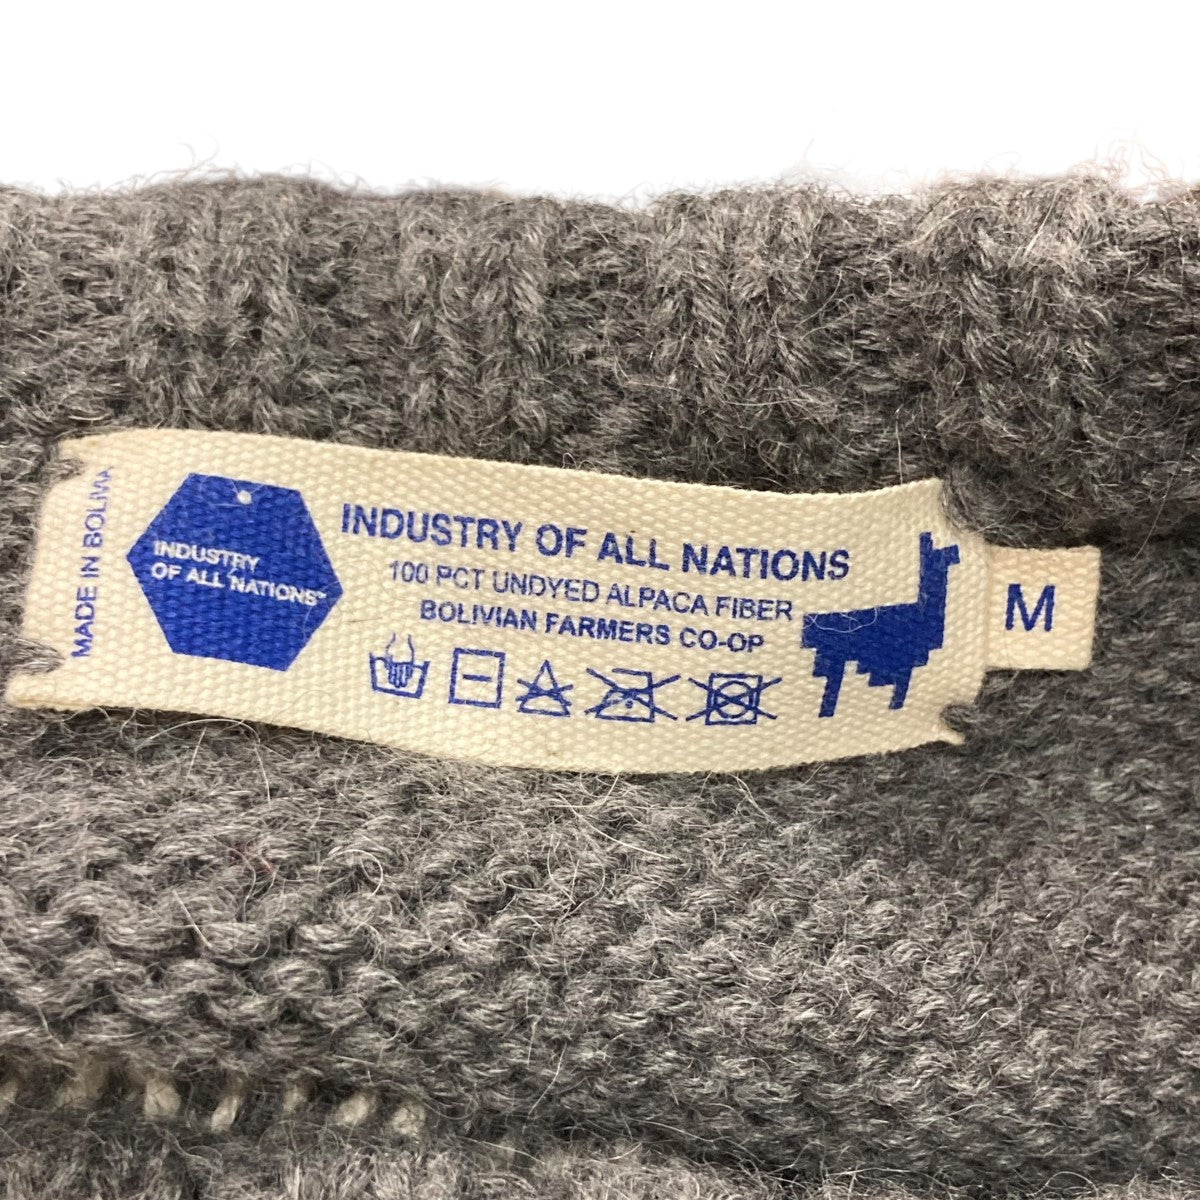 MADE IN BOLIVIA
INDUSTRY
OF ALL NATIONS™
INDUSTRY OF ALL NATIONS
100 PCT UNDYED ALPACA FIBER
BOLIVIAN FARMERS CO-OP
M